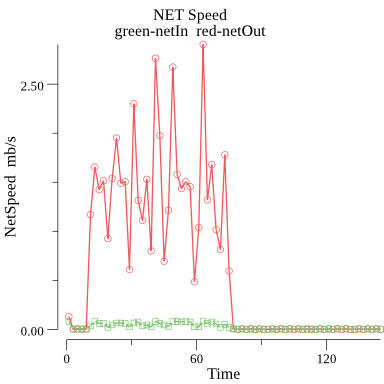 NET Speed
green-netIn  red-netOut
2.50
NetSpeed  mb/s
0.00
0
60
120
Time